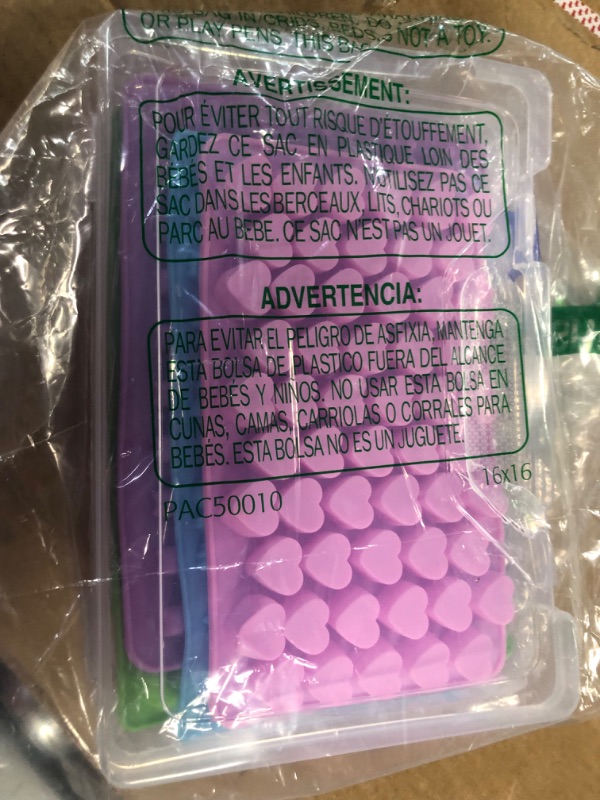 OR PLAY PENS. THIS BAG NOT A TOY.
AVERTISSEMENT:
POUR ÉVITER TOUT RISQUE D'ÉTOUFFEMENT,
GARDEZ CE SAC EN PLASTIQUE LOIN DES
BÉBÉS ET LES ENFANTS. N'UTILISEZ PAS CE
SAC DANS LES BERCEAUX, LITS, CHARIOTS OU
PARC AU BEBE. CE SAC N'EST PAS UN JOUET.
ADVERTENCIA:
PARA EVITAR EL PELIGRO DE ASFIXIA, MANTENGA
ESTA BOLSA DE PLASTICO FUERA DEL ALCANCE
DE BEBÉS Y NIÑOS. NO USAR ESTA BOLSA EN
CUNAS, CAMAS, CARRIOLAS O CORRALES PARA
BEBÉS. ESTA BOLSA NO ES UN JUGUETE.
16x16
PAC50010